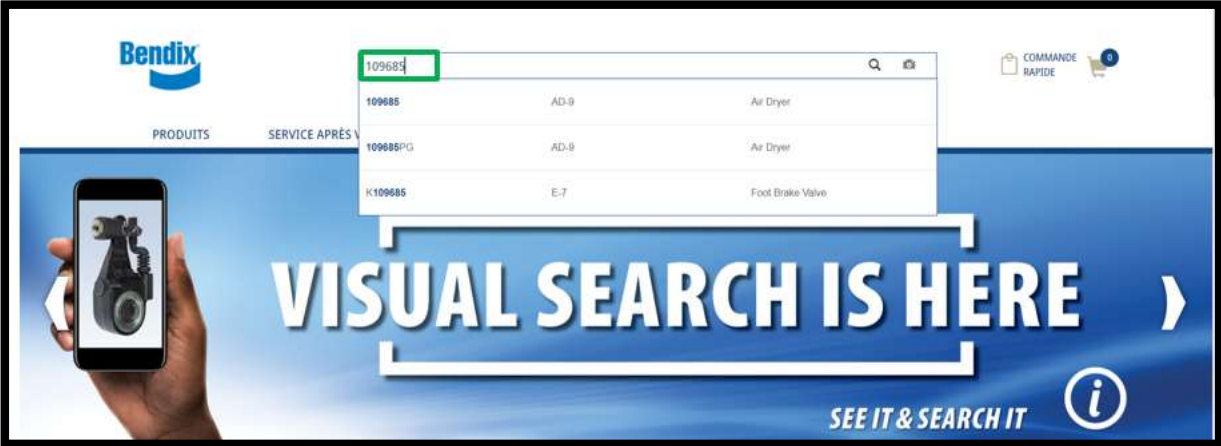 Bendix
109685
COMMANDE
RAPIDE
0
109685 AD-9 Air Dryer
PRODUITS SERVICE APRÈS V
109685PG AD-9 Air Dryer
K109685 E-7 Foot Brake Valve
VISUAL SEARCH IS HERE
SEE IT & SEARCH IT
i